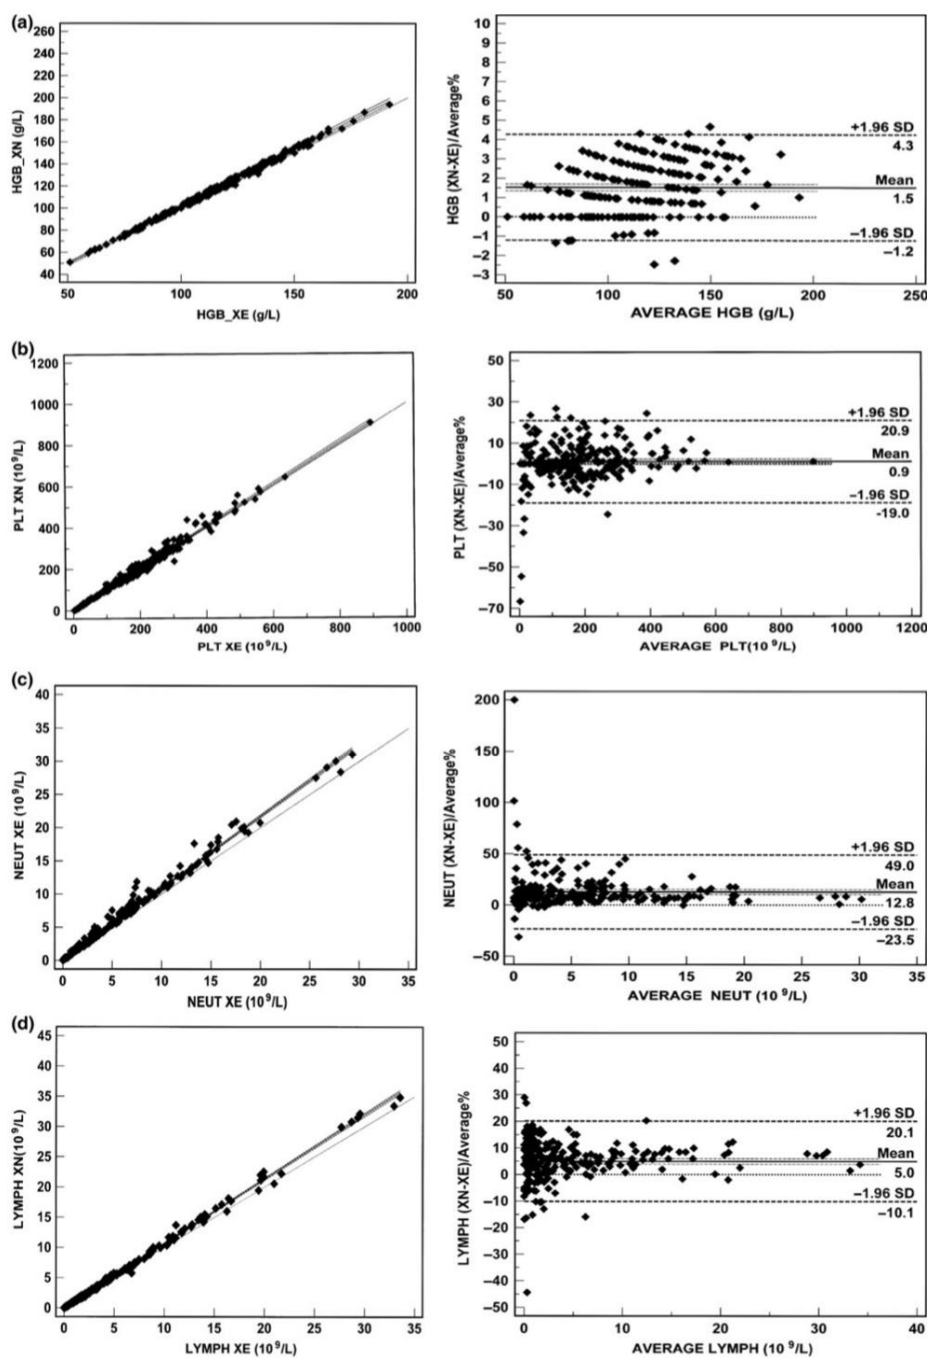 (a)
260
240
220
200
180
160
140
120
100
80
60
40
HGB_XN (g/L)
50 100 150 200
HGB_XE (g/L)
10
9
8
7
6
5
4
3
2
1
0
–1
–2
–3
HGB (XN-XE)/Average%
+1.96 SD
4.3
Mean
1.5
–1.96 SD
–1.2
50 100 150 200 250
AVERAGE HGB (g/L)
(b)
1200
1000
800
600
400
200
0
PLT XN (10⁹/L)
0 200 400 600 800 1000
PLT XE (10⁹/L)
50
30
10
–10
–30
–50
–70
PLT (XN-XE)/Average%
+1.96 SD
20.9
Mean
0.9
–1.96 SD
-19.0
0 200 400 600 800 1000 1200
AVERAGE PLT(10⁹/L)
(c)
40
35
30
25
20
15
10
5
0
NEUT XE (10⁹/L)
0 5 10 15 20 25 30 35
NEUT XE (10⁹/L)
200
150
100
50
0
–50
NEUT (XN-XE)/Average%
+1.96 SD
49.0
Mean
12.8
–1.96 SD
–23.5
0 5 10 15 20 25 30 35
AVERAGE NEUT (10⁹/L)
(d)
45
40
35
30
25
20
15
10
5
0
LYMPH XN(10⁹/L)
0 5 10 15 20 25 30 35
LYMPH XE (10⁹/L)
50
40
30
20
10
0
–10
–20
–30
–40
–50
LYMPH (XN-XE)/Average%
+1.96 SD
20.1
Mean
5.0
–1.96 SD
–10.1
0 10 20 30 40
AVERAGE LYMPH (10⁹/L)